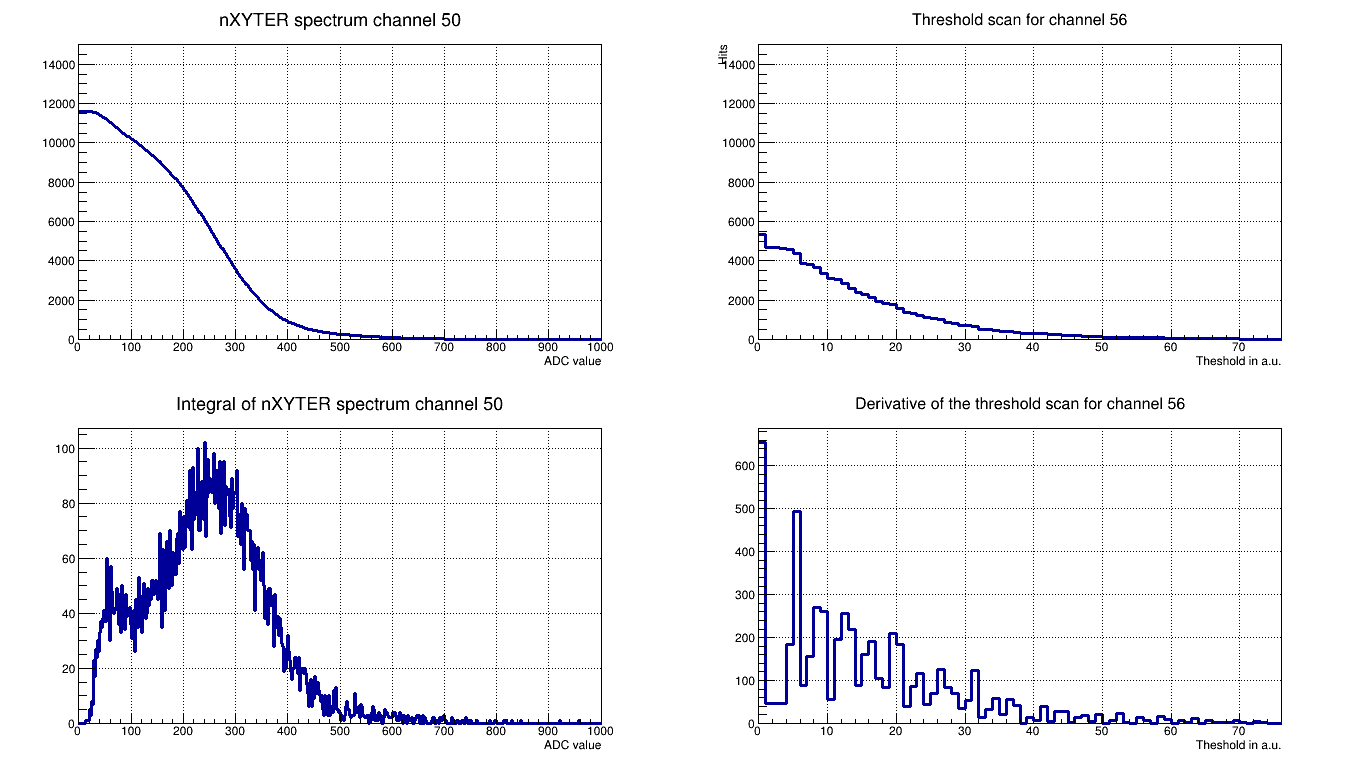 nXYTER spectrum channel 50
14000
12000
10000
8000
6000
4000
2000
0
0 100 200 300 400 500 600 700 800 900 1000
ADC value
Threshold scan for channel 56
Hits
14000
12000
10000
8000
6000
4000
2000
0
0 10 20 30 40 50 60 70
Theshold in a.u.
Integral of nXYTER spectrum channel 50
100
80
60
40
20
0
0 100 200 300 400 500 600 700 800 900 1000
ADC value
Derivative of the threshold scan for channel 56
600
500
400
300
200
100
0
0 10 20 30 40 50 60 70
Theshold in a.u.